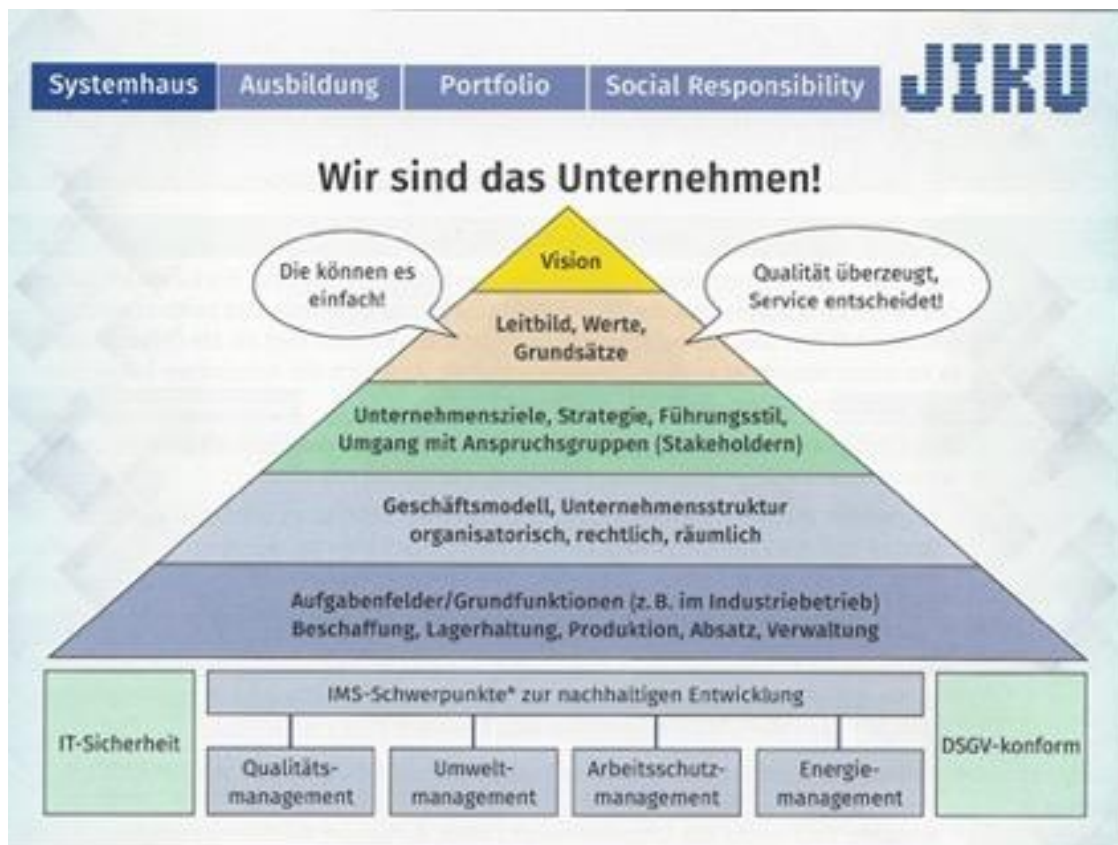 Systemhaus
Ausbildung
Portfolio
Social Responsibility
JIKU
Wir sind das Unternehmen!
Die können es
einfach!
Vision
Qualität überzeugt,
Service entscheidet!
Leitbild, Werte,
Grundsätze
Unternehmensziele, Strategie, Führungsstil,
Umgang mit Anspruchsgruppen (Stakeholdern)
Geschäftsmodell, Unternehmensstruktur
organisatorisch, rechtlich, räumlich
Aufgabenfelder/Grundfunktionen (z. B. im Industriebetrieb)
Beschaffung, Lagerhaltung, Produktion, Absatz, Verwaltung
IT-Sicherheit
IMS-Schwerpunkte* zur nachhaltigen Entwicklung
Qualitäts-
management
Umwelt-
management
Arbeitsschutz-
management
Energie-
management
DSGV-konform